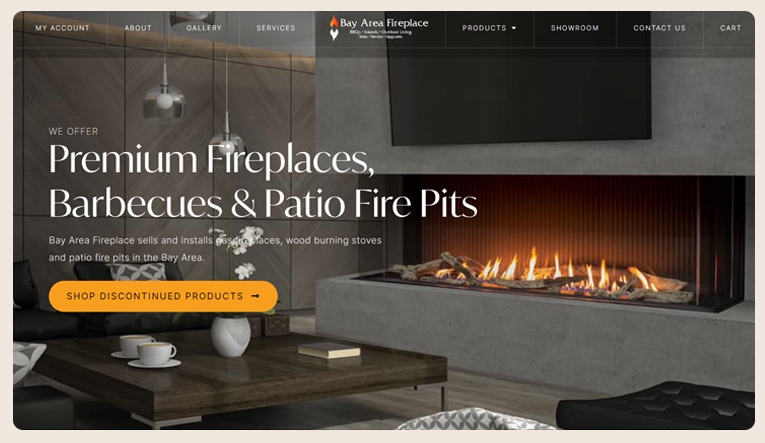 MY ACCOUNT
ABOUT
GALLERY
SERVICES
Bay Area Fireplace
BBQs • Islands • Outdoor Living
Sales • Service • Upgrades
PRODUCTS
SHOWROOM
CONTACT US
CART
WE OFFER
Premium Fireplaces,
Barbecues & Patio Fire Pits
Bay Area Fireplace sells and installs gas fireplaces, wood burning stoves
and patio fire pits in the Bay Area.
SHOP DISCONTINUED PRODUCTS